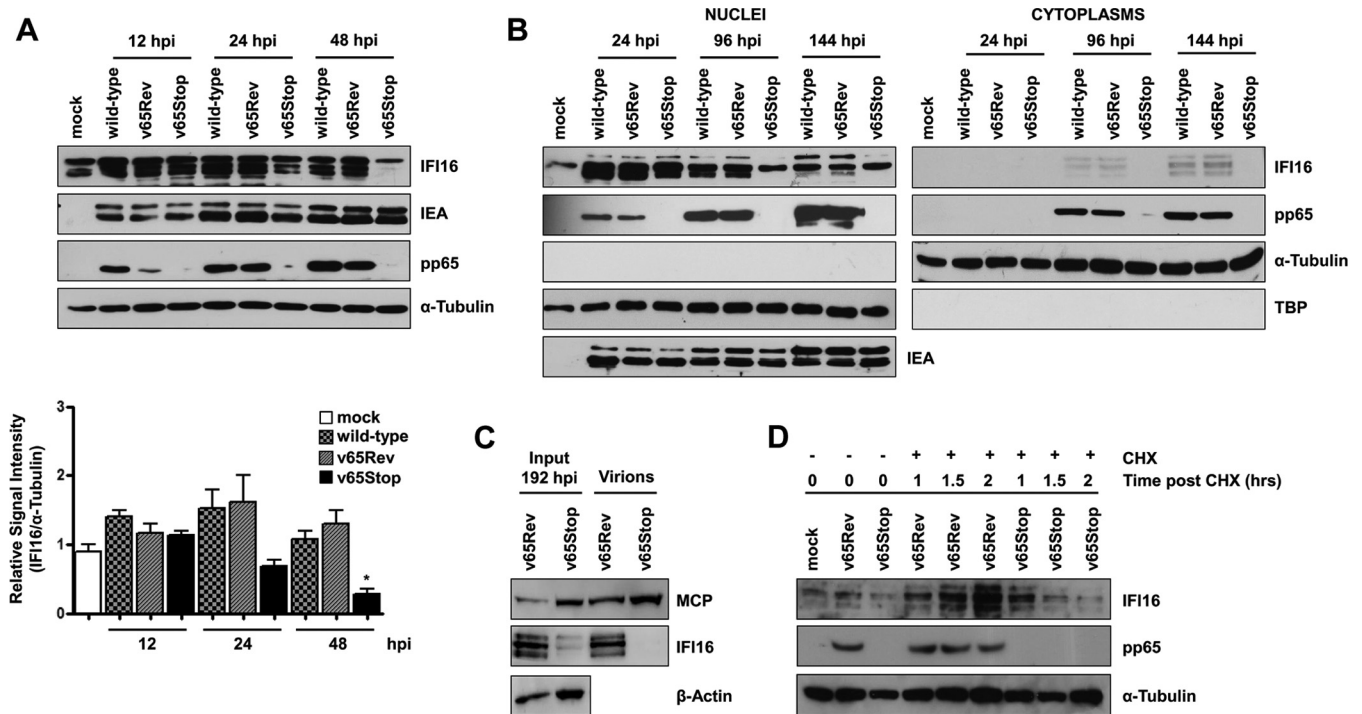 A
12 hpi 24 hpi 48 hpi
mock wild-type v65Rev v65Stop wild-type v65Rev v65Stop wild-type v65Rev v65Stop
IFI16
IEA
pp65
α-Tubulin
3
2
1
0
Relative Signal Intensity
(IFI16/α-Tubulin)
mock
wild-type
v65Rev
v65Stop
*
12 24 48 hpi
B
NUCLEI CYTOPLASMS
24 hpi 96 hpi 144 hpi 24 hpi 96 hpi 144 hpi
mock wild-type v65Rev v65Stop wild-type v65Rev v65Stop wild-type v65Rev v65Stop mock wild-type v65Rev v65Stop wild-type v65Rev v65Stop wild-type v65Rev v65Stop
IFI16
pp65
α-Tubulin
TBP
IEA
C
Input
192 hpi Virions
v65Rev v65Stop v65Rev v65Stop
MCP
IFI16
β-Actin
D
- - - + + + + + + CHX
0 0 0 1 1.5 2 1 1.5 2 Time post CHX (hrs)
mock v65Rev v65Stop v65Rev v65Rev v65Rev v65Stop v65Stop v65Stop
IFI16
pp65
α-Tubulin